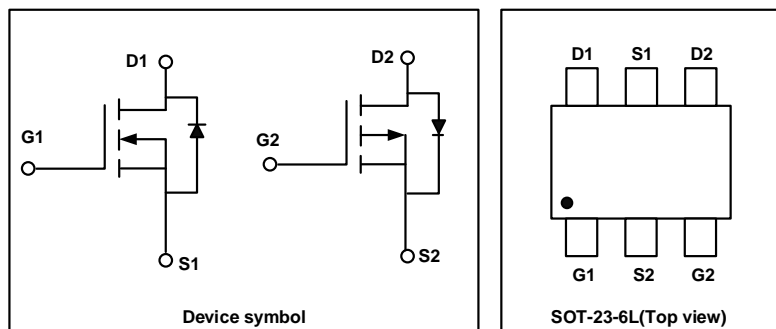 D1
D2
G1
G2
S1
S2
Device symbol
D1 S1 D2
G1 S2 G2
SOT-23-6L(Top view)